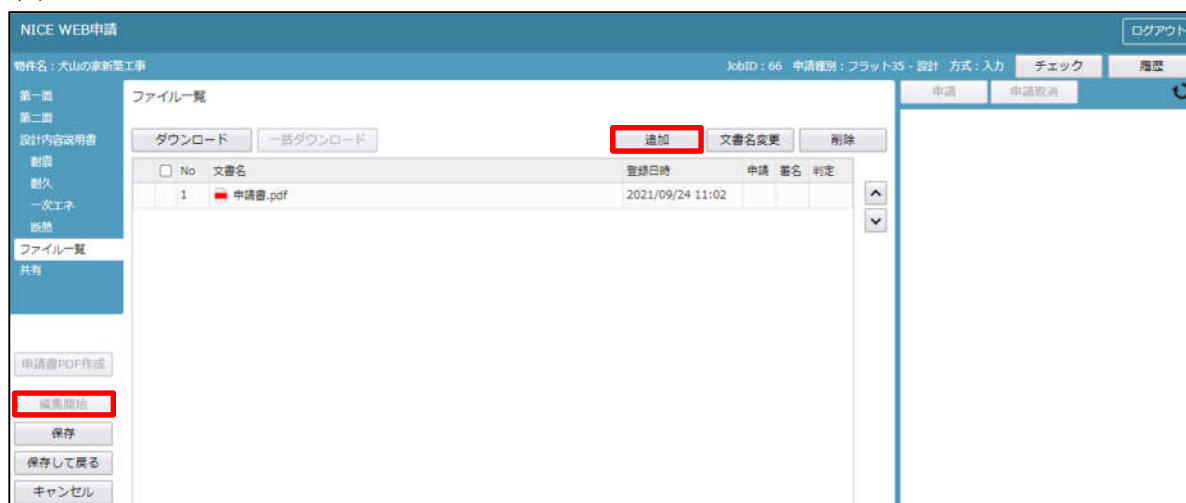 NICE WEB申請
ログアウト
物件名：犬山の家新築工事
JobID：66 申請種別：フラット35 - 設計 方式：入力
チェック
履歴
第一面
第二面
設計内容説明書
耐震
耐久
一次エネ
断熱
ファイル一覧
共有
申請書PDF作成
編集開始
保存
保存して戻る
キャンセル
ファイル一覧
ダウンロード
一括ダウンロード
追加
文書名変更
削除
No 文書名 登録日時 申請 署名 判定
1 申請書.pdf 2021/09/24 11:02
申請
申請取消